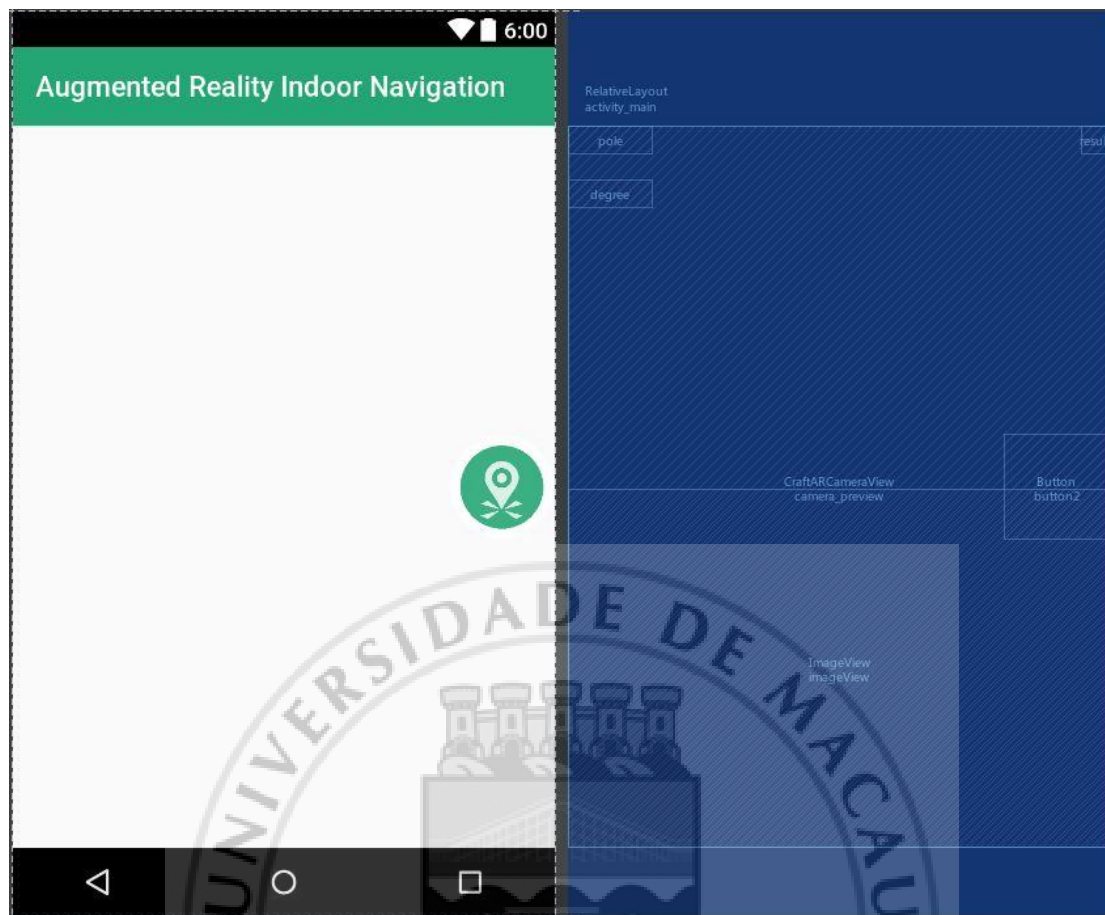 6:00
Augmented Reality Indoor Navigation
RelativeLayout
activity_main
pole
resul
degree
CraftARCameraView
camera_preview
Button
button2
ImageView
imageView
UNIVERSIDADE DE MACAU